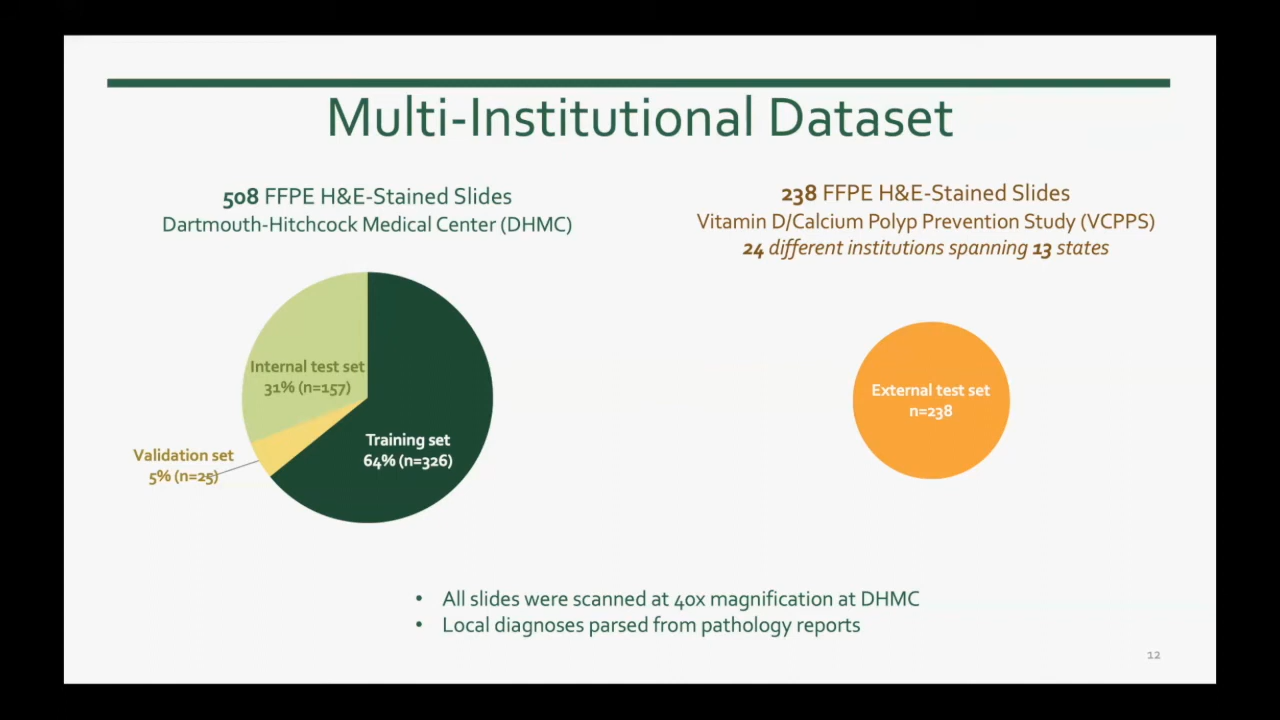 Multi-Institutional Dataset
508 FFPE H&E-Stained Slides
Dartmouth-Hitchcock Medical Center (DHMC)
238 FFPE H&E-Stained Slides
Vitamin D/Calcium Polyp Prevention Study (VCPPS)
24 different institutions spanning 13 states
Internal test set
31% (n=157)
Validation set
5% (n=25)
Training set
64% (n=326)
External test set
n=238
• All slides were scanned at 40x magnification at DHMC
• Local diagnoses parsed from pathology reports
12